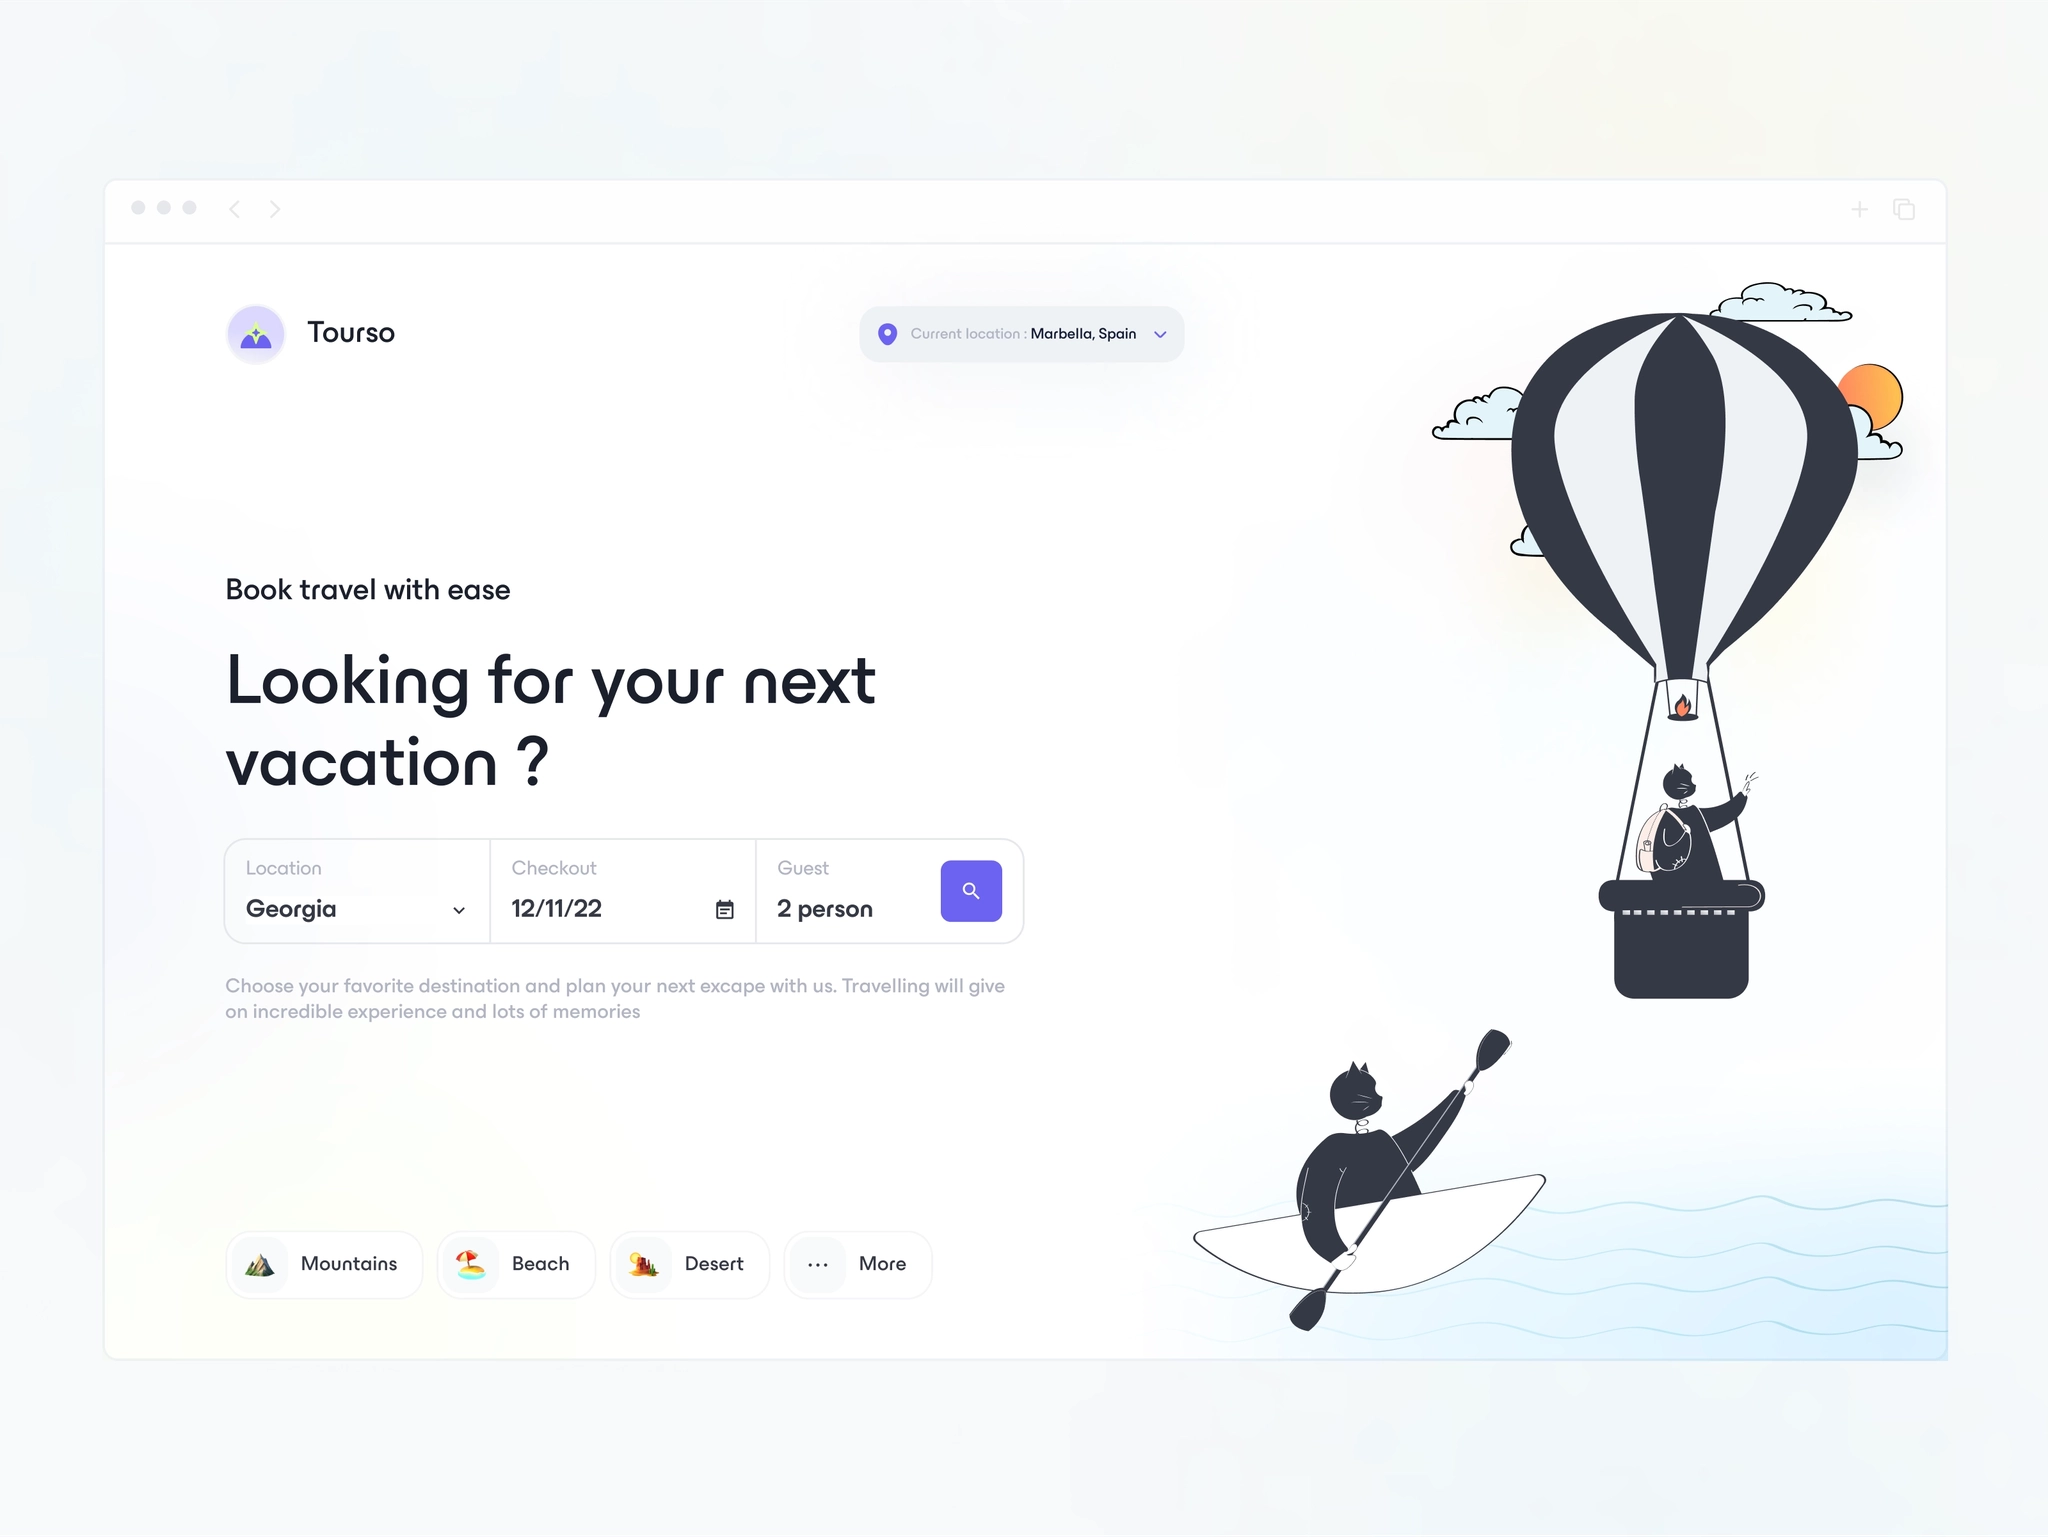 Tourso
Current location : Marbella, Spain
Book travel with ease
Looking for your next
vacation ?
Location
Georgia
Checkout
12/11/22
Guest
2 person
Choose your favorite destination and plan your next excape with us. Travelling will give
on incredible experience and lots of memories
Mountains
Beach
Desert
More